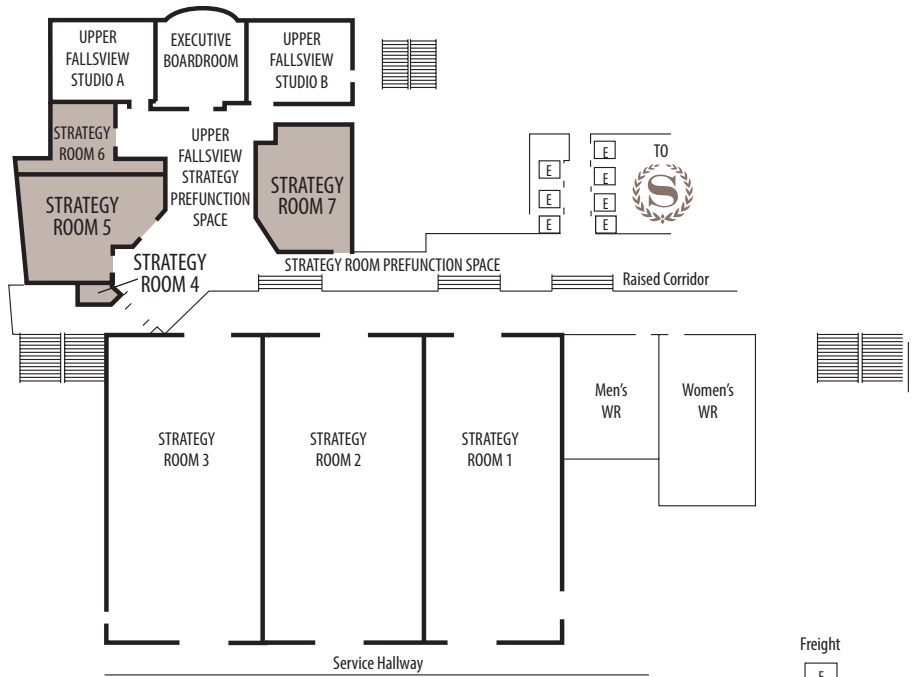 UPPER
FALLSVIEW
STUDIO A
EXECUTIVE
BOARDROOM
UPPER
FALLSVIEW
STUDIO B
STRATEGY
ROOM 6
UPPER
FALLSVIEW
STRATEGY
PREFUNCTION
SPACE
STRATEGY
ROOM 7
E
E
E
E
E
E
E
TO
S
STRATEGY
ROOM 5
STRATEGY
ROOM 4
STRATEGY ROOM PREFUNCTION SPACE
Raised Corridor
Men's
WR
Women's
WR
STRATEGY
ROOM 3
STRATEGY
ROOM 2
STRATEGY
ROOM 1
Service Hallway
Freight
E